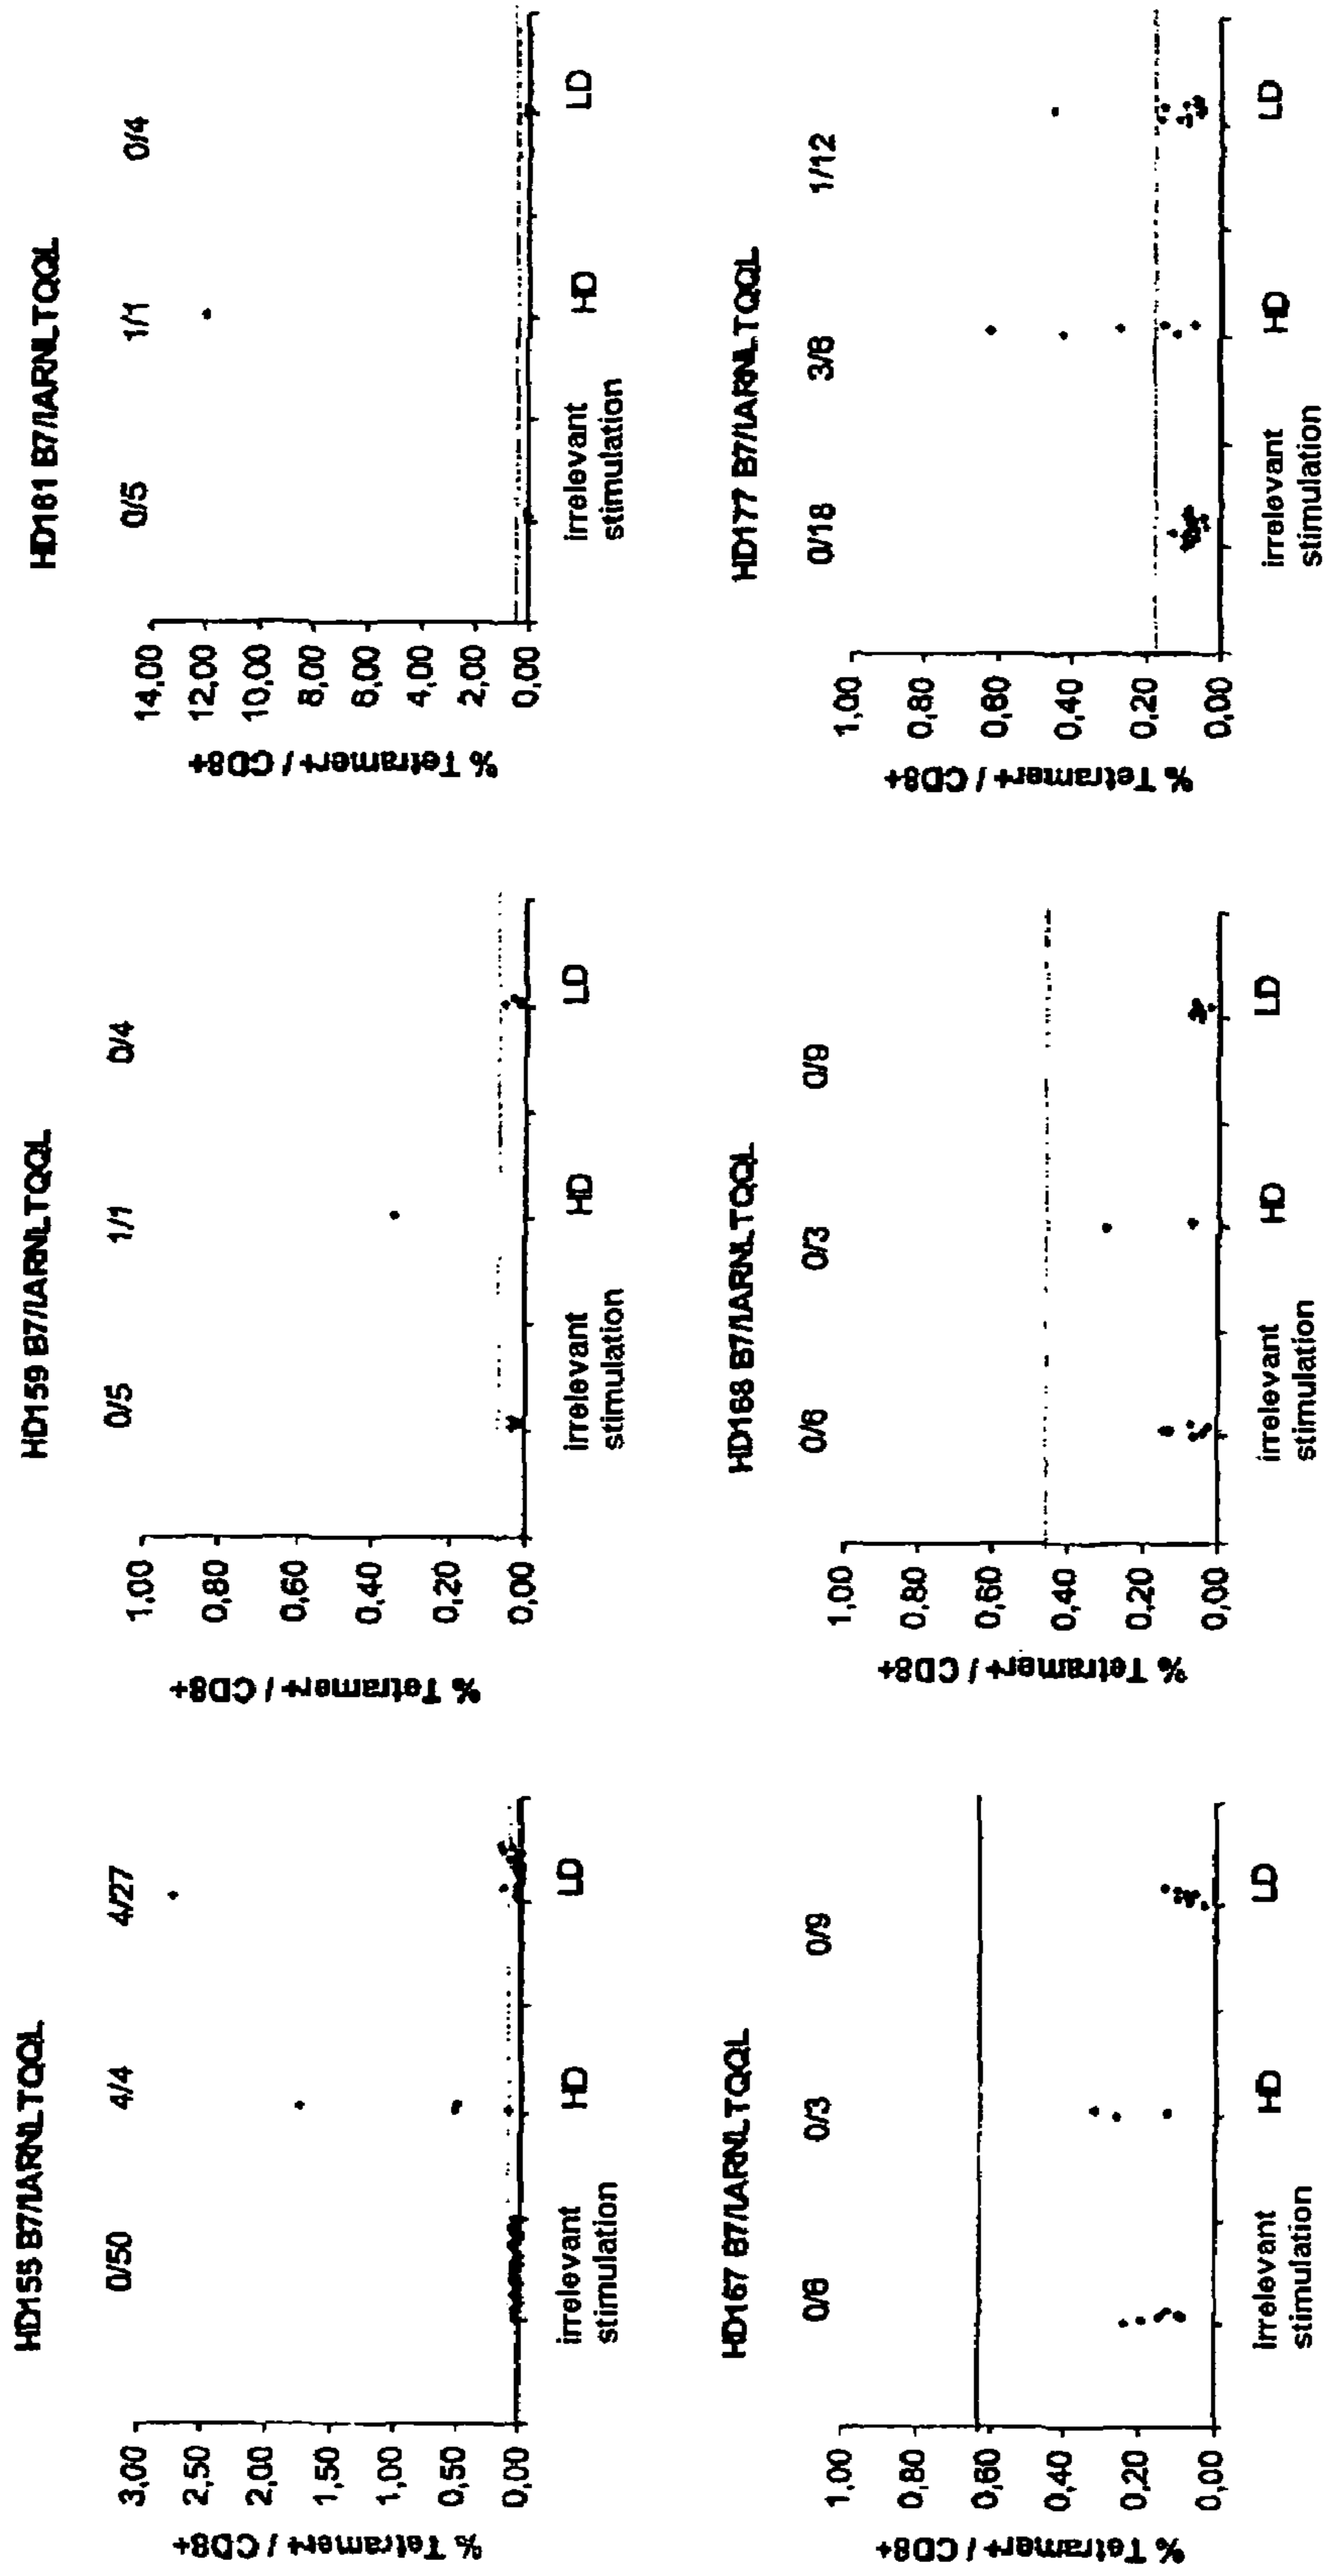 HD155 B7/IARNLTQQL
0/50 4/4 4/27
3,00
2,50
2,00
1,50
1,00
0,50
0,00
% Tetramer+ / CD8+
irrelevant
stimulation
HD
LD
HD159 B7/IARNLTQQL
0/5 1/1 0/4
1,00
0,80
0,60
0,40
0,20
0,00
% Tetramer+ / CD8+
irrelevant
stimulation
HD
LD
HD161 B7/IARNLTQQL
0/5 1/1 0/4
14,00
12,00
10,00
8,00
6,00
4,00
2,00
0,00
% Tetramer+ / CD8+
irrelevant
stimulation
HD
LD
HD167 B7/IARNLTQQL
0/6 0/3 0/9
1,00
0,80
0,60
0,40
0,20
0,00
% Tetramer+ / CD8+
irrelevant
stimulation
HD
LD
HD168 B7/IARNLTQQL
0/6 0/3 0/9
1,00
0,80
0,60
0,40
0,20
0,00
% Tetramer+ / CD8+
irrelevant
stimulation
HD
LD
HD177 B7/IARNLTQQL
0/18 3/6 1/12
1,00
0,80
0,60
0,40
0,20
0,00
% Tetramer+ / CD8+
irrelevant
stimulation
HD
LD